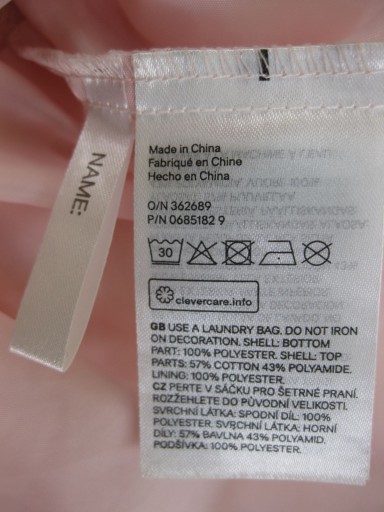 NAME:
Made in China
Fabriqué en Chine
Hecho en China
O/N 362689
P/N 0685182 9
30
clevercare.info
GB USE A LAUNDRY BAG. DO NOT IRON
ON DECORATION. SHELL: BOTTOM
PART: 100% POLYESTER. SHELL: TOP
PARTS: 57% COTTON 43% POLYAMIDE.
LINING: 100% POLYESTER.
CZ PERTE V SÁČKU PRO ŠETRNÉ PRANÍ.
ROZŽEHLETE DO PŮVODNÍ VELIKOSTI.
SVRCHNÍ LÁTKA: SPODNÍ DÍL: 100%
POLYESTER. SVRCHNÍ LÁTKA: HORNÍ
DÍLY: 57% BAVLNA 43% POLYAMID.
PODŠÍVKA: 100% POLYESTER.